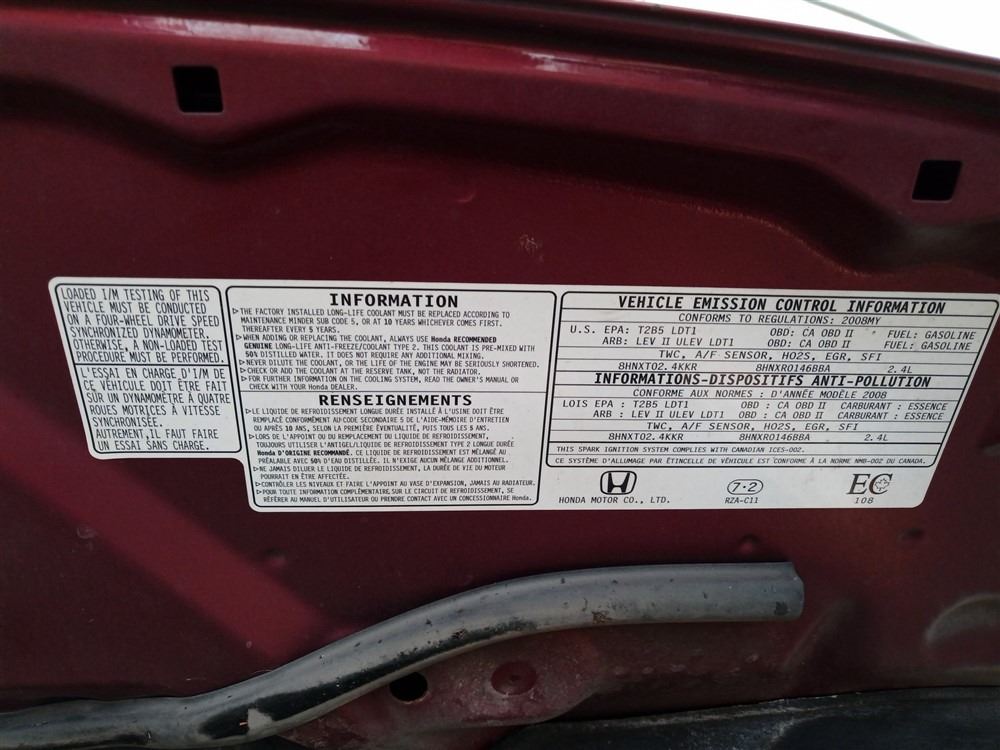 LOADED I/M TESTING OF THIS
VEHICLE MUST BE CONDUCTED
ON A FOUR-WHEEL DRIVE SPEED
SYNCHRONIZED DYNAMOMETER.
OTHERWISE, A NON-LOADED TEST
PROCEDURE MUST BE PERFORMED.
L'ESSAI EN CHARGE D'I/M DE
CE VÉHICULE DOIT ÊTRE FAIT
SUR UN DYNAMOMÈTRE À QUATRE
ROUES MOTRICES À VITESSE
SYNCHRONISÉE.
AUTREMENT,IL FAUT FAIRE
UN ESSAI SANS CHARGE.
INFORMATION
▷THE FACTORY INSTALLED LONG-LIFE COOLANT MUST BE REPLACED ACCORDING TO
MAINTENANCE MINDER SUB CODE 5, OR AT 10 YEARS WHICHEVER COMES FIRST.
THEREAFTER EVERY 5 YEARS.
▷WHEN ADDING OR REPLACING THE COOLANT, ALWAYS USE Honda RECOMMENDED
GENUINE LONG-LIFE ANTI-FREEZE/COOLANT TYPE 2. THIS COOLANT IS PRE-MIXED WITH
50% DISTILLED WATER. IT DOES NOT REQUIRE ANY ADDITIONAL MIXING.
▷NEVER DILUTE THE COOLANT, OR THE LIFE OF THE ENGINE MAY BE SERIOUSLY SHORTENED.
▷CHECK OR ADD THE COOLANT AT THE RESERVE TANK, NOT THE RADIATOR.
▷FOR FURTHER INFORMATION ON THE COOLING SYSTEM, READ THE OWNER'S MANUAL OR
CHECK WITH YOUR Honda DEALER.
RENSEIGNEMENTS
▷LE LIQUIDE DE REFROIDISSEMENT LONGUE DURÉE INSTALLÉ À L'USINE DOIT ÊTRE
REMPLACÉ CONFORMÉMENT AU CODE SECONDAIRE 5 DE L'AIDE-MÉMOIRE D'ENTRETIEN
OU APRÈS 10 ANS, SELON LA PREMIÈRE ÉVENTUALITÉ, PUIS TOUS LES 5 ANS.
▷LORS DE L'APPOINT OU DU REMPLACEMENT DU LIQUIDE DE REFROIDISSEMENT,
TOUJOURS UTILISER L'ANTIGEL/LIQUIDE DE REFROIDISSEMENT TYPE 2 LONGUE DURÉE
Honda D'ORIGINE RECOMMANDÉ. CE LIQUIDE DE REFROIDISSEMENT EST MÉLANGÉ AU
PRÉALABLE AVEC 50% D'EAU DISTILLÉE. IL N'EXIGE AUCUN MÉLANGE ADDITIONNEL.
▷NE JAMAIS DILUER LE LIQUIDE DE REFROIDISSEMENT, LA DURÉE DE VIE DU MOTEUR
POURRAIT EN ÊTRE AFFECTÉE.
▷CONTRÔLER LES NIVEAUX ET FAIRE L'APPOINT AU VASE D'EXPANSION, JAMAIS AU RADIATEUR.
▷POUR TOUTE INFORMATION COMPLÉMENTAIRE SUR LE CIRCUIT DE REFROIDISSEMENT, SE
RÉFÉRER AU MANUEL D'UTILISATEUR OU PRENDRE CONTACT AVEC UN CONCESSIONNAIRE Honda.
VEHICLE EMISSION CONTROL INFORMATION
CONFORMS TO REGULATIONS: 2008MY
U.S. EPA: T2B5 LDT1 OBD: CA OBD II FUEL: GASOLINE
ARB: LEV II ULEV LDT1 OBD: CA OBD II FUEL: GASOLINE
TWC, A/F SENSOR, HO2S, EGR, SFI
8HNXT02.4KKR 8HNXR0146BBA 2.4L
INFORMATIONS-DISPOSITIFS ANTI-POLLUTION
CONFORME AUX NORMES : D'ANNÉE MODÈLE 2008
LOIS EPA : T2B5 LDT1 OBD : CA OBD II CARBURANT : ESSENCE
ARB : LEV II ULEV LDT1 OBD : CA OBD II CARBURANT : ESSENCE
TWC, A/F SENSOR, HO2S, EGR, SFI
8HNXT02.4KKR 8HNXR0146BBA 2.4L
THIS SPARK IGNITION SYSTEM COMPLIES WITH CANADIAN ICES-002.
CE SYSTÈME D'ALLUMAGE PAR ÉTINCELLE DE VÉHICULE EST CONFORME À LA NORME NMB-002 DU CANADA.
HONDA MOTOR CO., LTD.
7·2
RZA-C11
EC
108